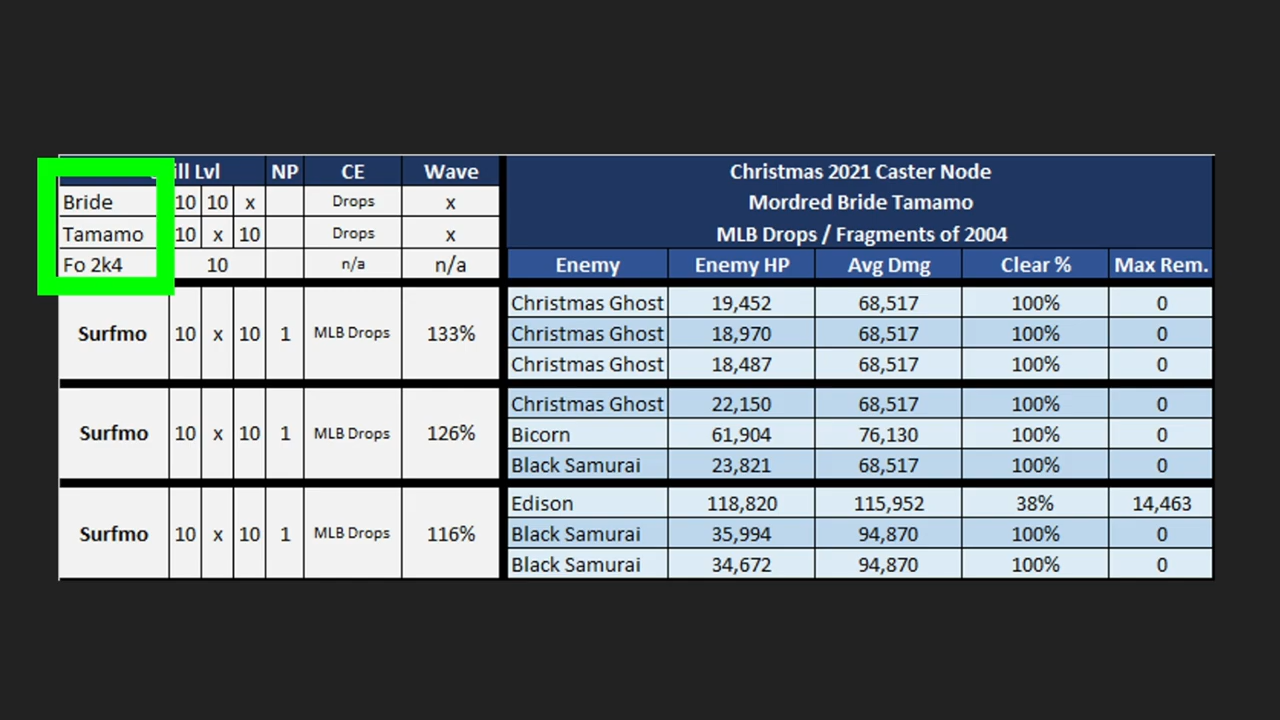 ill Lvl NP CE Wave
Christmas 2021 Caster Node
Bride 10 10 x Drops x
Mordred Bride Tamamo
Tamamo 10 x 10 Drops x
MLB Drops / Fragments of 2004
Fo 2k4 10 n/a n/a
Enemy Enemy HP Avg Dmg Clear % Max Rem.
Christmas Ghost 19,452 68,517 100% 0
Surfmo 10 x 10 1 MLB Drops 133% Christmas Ghost 18,970 68,517 100% 0
Christmas Ghost 18,487 68,517 100% 0
Christmas Ghost 22,150 68,517 100% 0
Surfmo 10 x 10 1 MLB Drops 126% Bicorn 61,904 76,130 100% 0
Black Samurai 23,821 68,517 100% 0
Edison 118,820 115,952 38% 14,463
Surfmo 10 x 10 1 MLB Drops 116% Black Samurai 35,994 94,870 100% 0
Black Samurai 34,672 94,870 100% 0